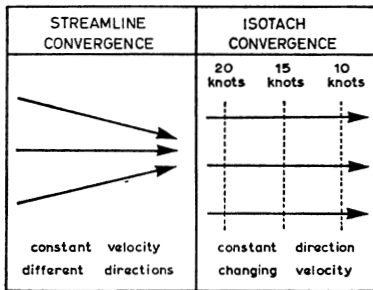 STREAMLINE
CONVERGENCE
ISOTACH
CONVERGENCE
20 15 10
knots knots knots
constant velocity
different directions
constant direction
changing velocity